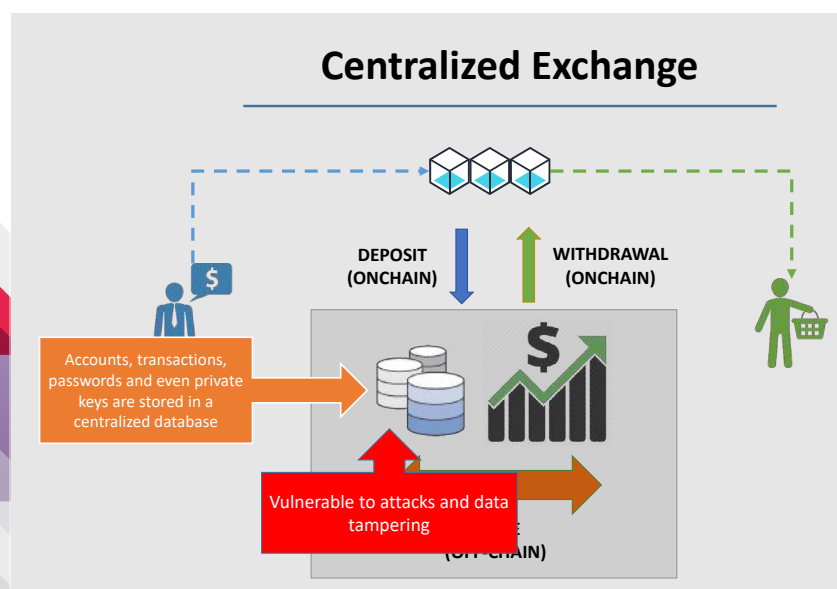 Centralized Exchange
DEPOSIT
(ONCHAIN)
WITHDRAWAL
(ONCHAIN)
$
$
Accounts, transactions,
passwords and even private
keys are stored in a
centralized database
Vulnerable to attacks and data
tampering